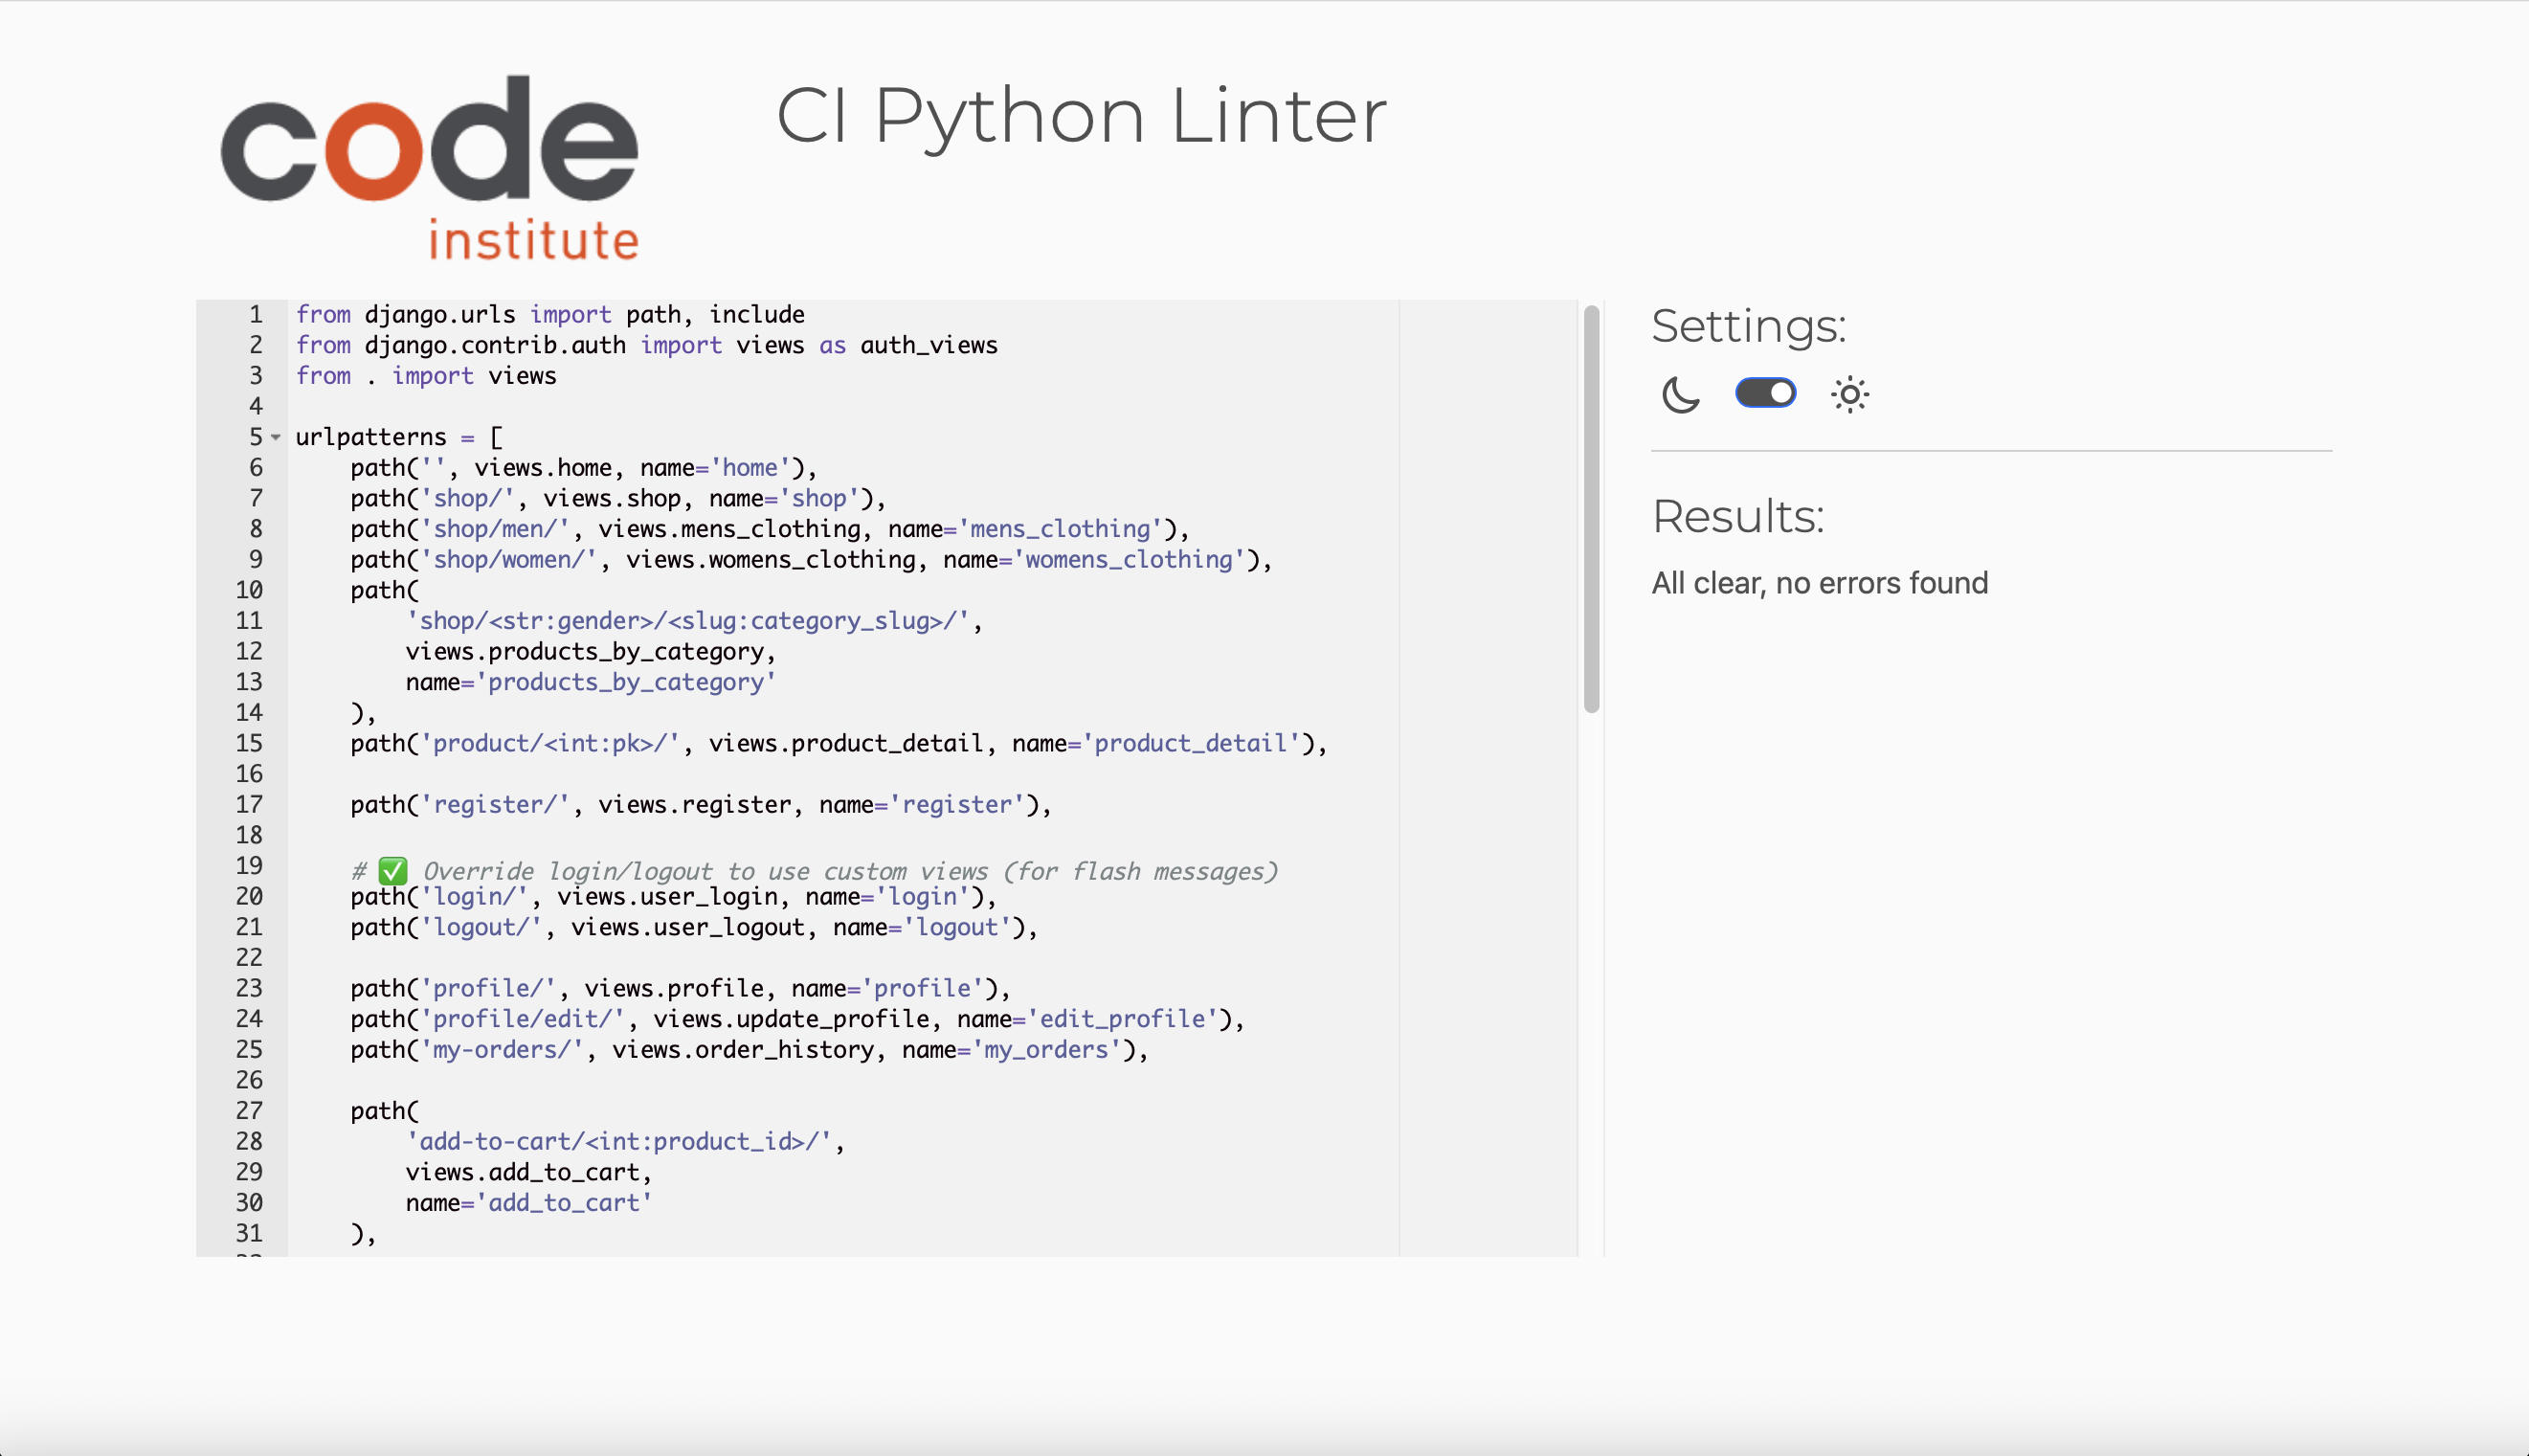 code
institute
CI Python Linter
1 from django.urls import path, include
2 from django.contrib.auth import views as auth_views
3 from . import views
4
5 urlpatterns = [
6     path('', views.home, name='home'),
7     path('shop/', views.shop, name='shop'),
8     path('shop/men/', views.mens_clothing, name='mens_clothing'),
9     path('shop/women/', views.womens_clothing, name='womens_clothing'),
10     path(
11         'shop/<str:gender>/<slug:category_slug>/',
12         views.products_by_category,
13         name='products_by_category'
14     ),
15     path('product/<int:pk>/', views.product_detail, name='product_detail'),
16
17     path('register/', views.register, name='register'),
18
19     # ✅ Override login/logout to use custom views (for flash messages)
20     path('login/', views.user_login, name='login'),
21     path('logout/', views.user_logout, name='logout'),
22
23     path('profile/', views.profile, name='profile'),
24     path('profile/edit/', views.update_profile, name='edit_profile'),
25     path('my-orders/', views.order_history, name='my_orders'),
26
27     path(
28         'add-to-cart/<int:product_id>/',
29         views.add_to_cart,
30         name='add_to_cart'
31     ),
Settings:
Results:
All clear, no errors found